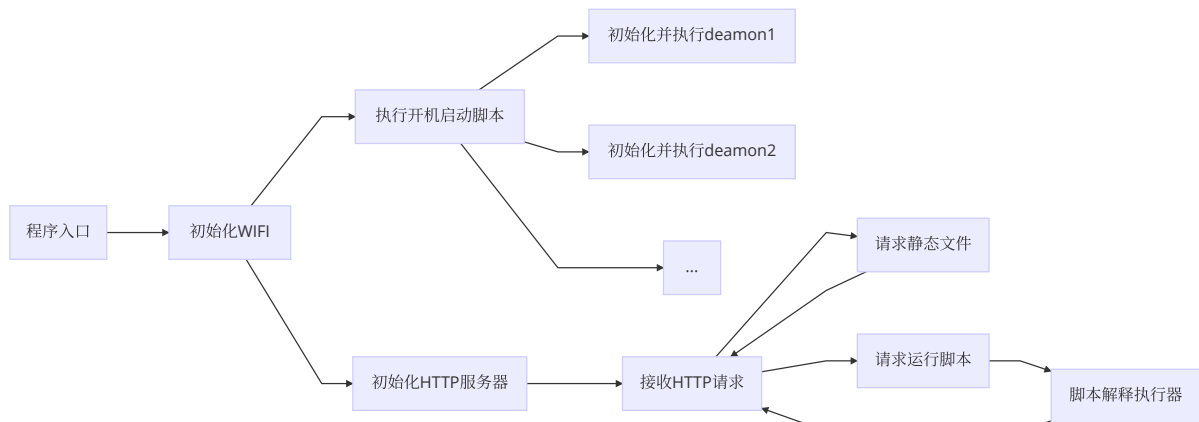 初始化并执行deamon1
执行开机启动脚本
初始化并执行deamon2
程序入口
初始化WIFI
请求静态文件
...
请求运行脚本
初始化HTTP服务器
接收HTTP请求
脚本解释执行器